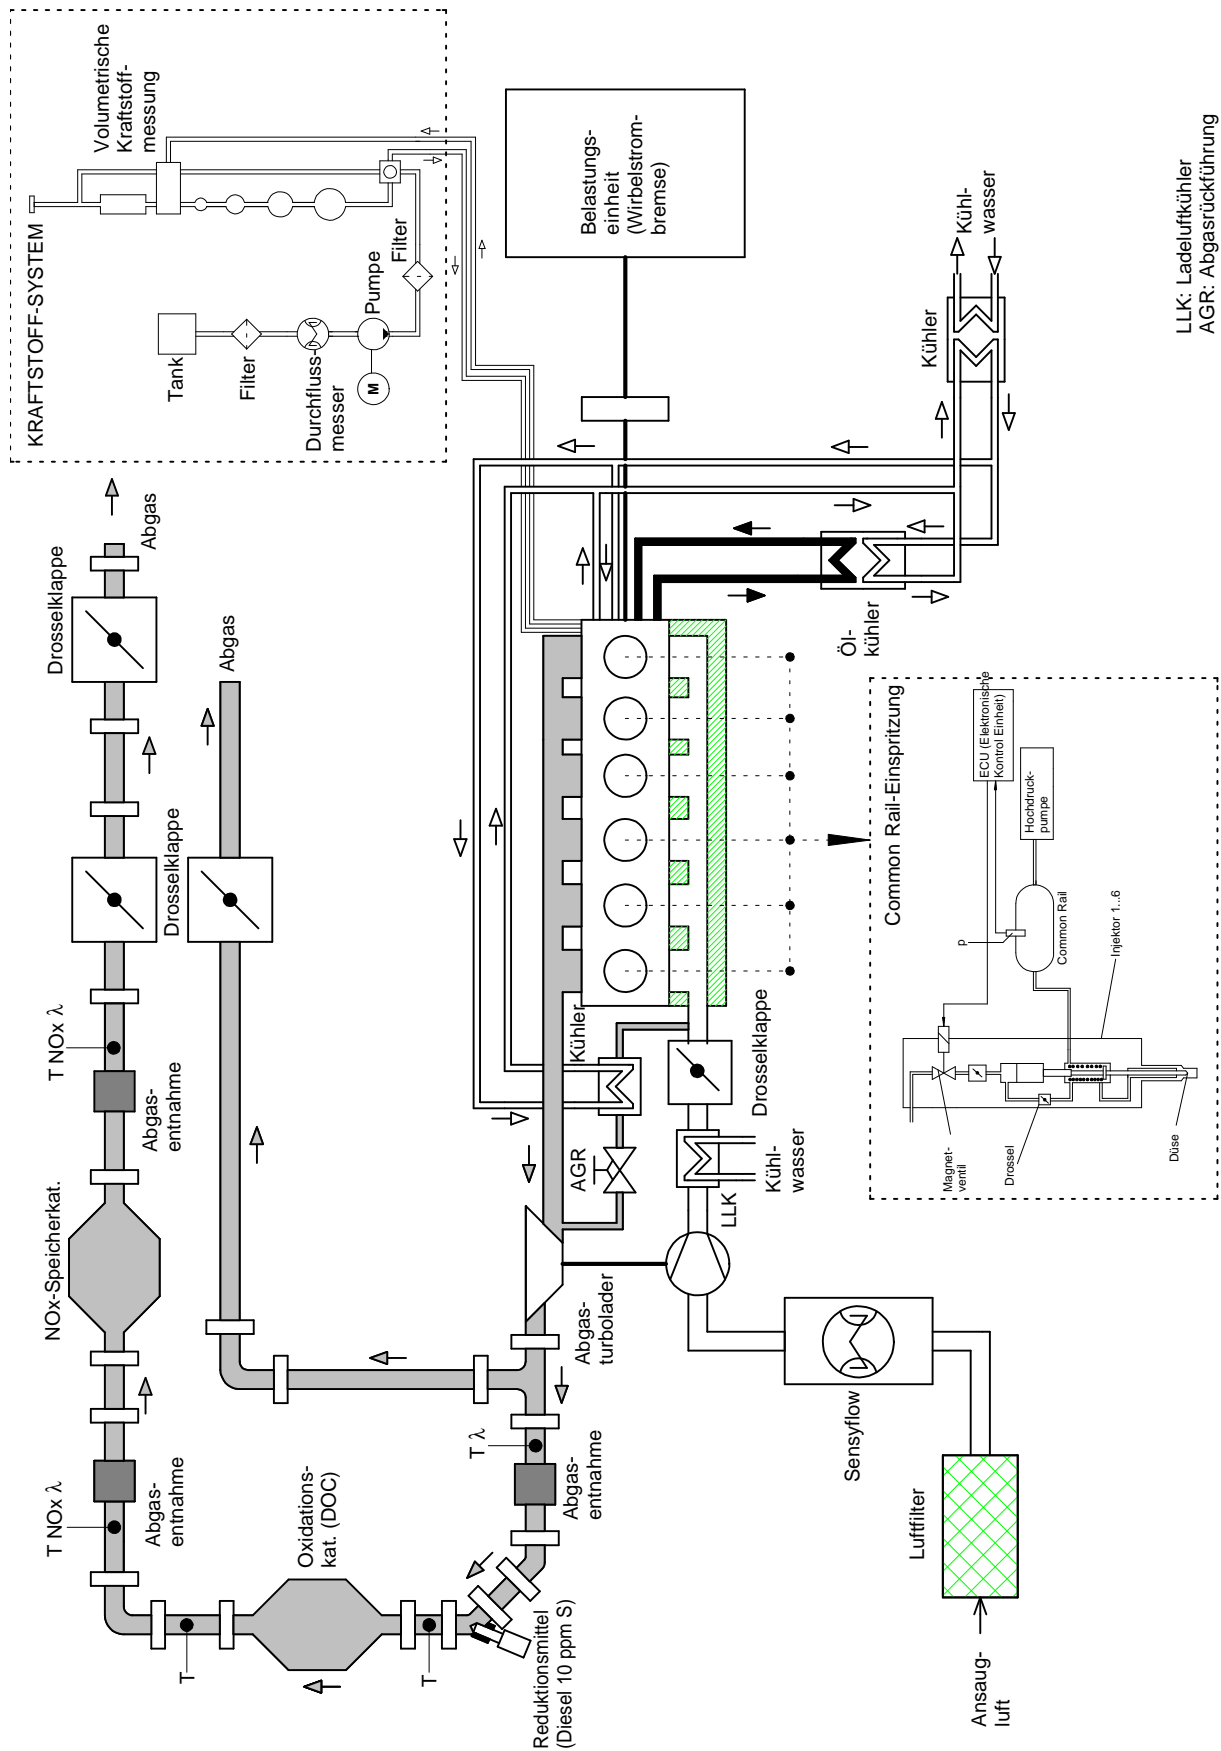 KRAFTSTOFF-SYSTEM
Volumetrische
Kraftstoff-
messung
Tank
Filter
Durchfluss-
messer
M
Pumpe
Filter
Belastungs-
einheit
(Wirbelstrom-
bremse)
Kühl-
wasser
Kühler
LLK: Ladeluftkühler
AGR: Abgasrückführung
Öl-
kühler
Abgas
Drosselklappe
Abgas
Drosselklappe
T NOx λ
Abgas-
entnahme
NOx-Speicherkat.
T NOx λ
Abgas-
entnahme
T
Oxidations-
kat. (DOC)
T
Reduktionsmittel
(Diesel 10 ppm S)
T λ
Abgas-
entnahme
Abgas-
turbolader
AGR
Kühler
Drosselklappe
LLK
Kühl-
wasser
Sensyflow
Luftfilter
Ansaug-
luft
Common Rail-Einspritzung
ECU (Elektronische
Kontrol Einheit)
Hochdruck-
pumpe
p
Common Rail
Injektor 1...6
Magnet-
ventil
Drossel
Düse